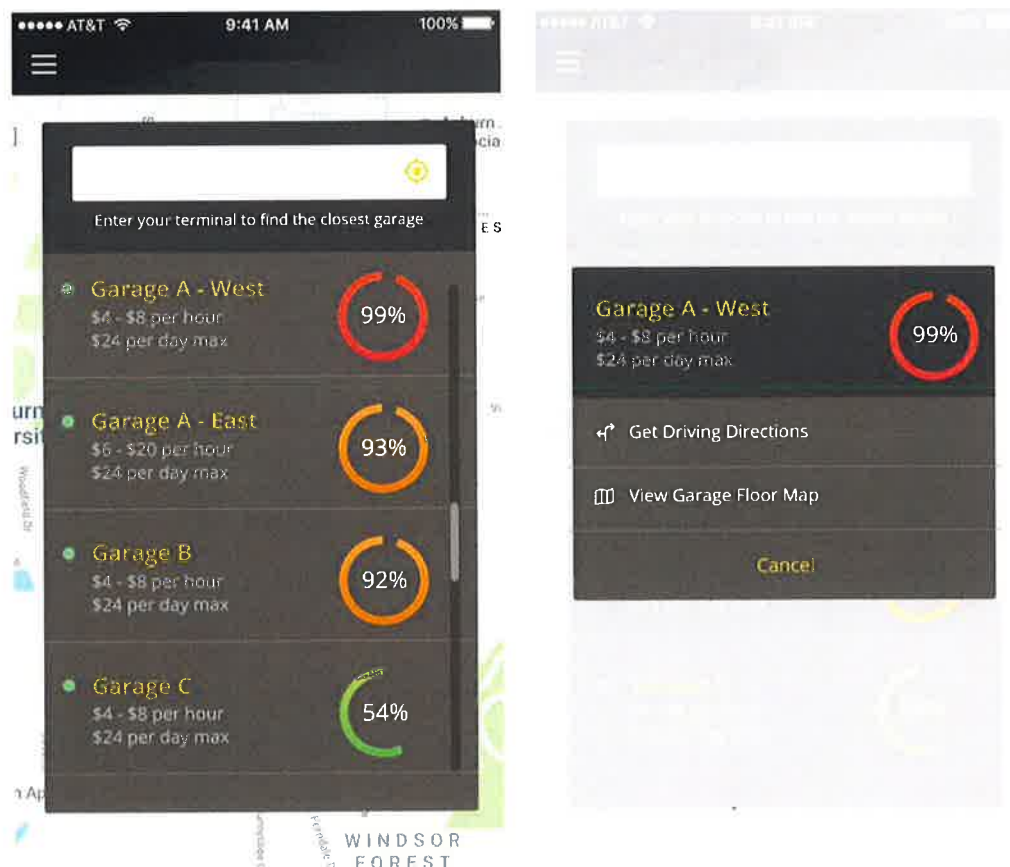 AT&T 9:41 AM 100%
Enter your terminal to find the closest garage
E S
Garage A - West
$4 - $8 per hour
$24 per day max
99%
Garage A - East
$6 - $20 per hour
$24 per day max
93%
Garage B
$4 - $8 per hour
$24 per day max
92%
Garage C
$4 - $8 per hour
$24 per day max
54%
WINDSOR
FOREST
Garage A - West
$4 - $8 per hour
$24 per day max
99%
Get Driving Directions
View Garage Floor Map
Cancel